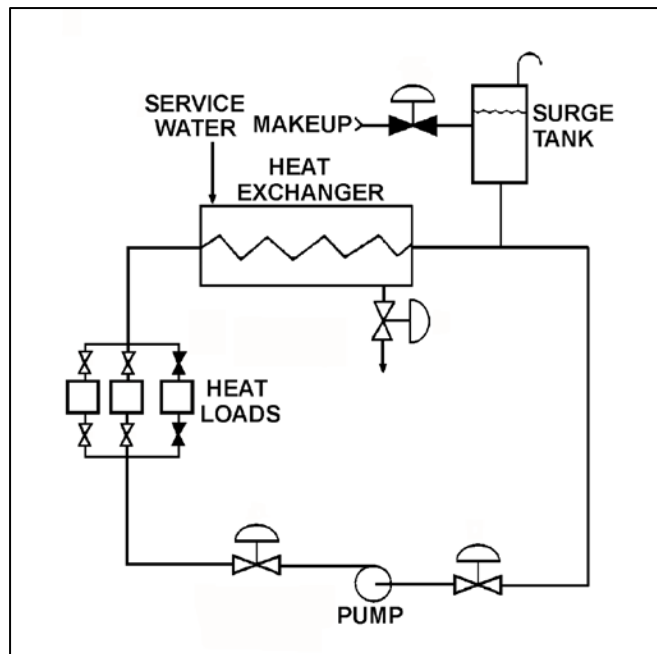 SERVICE
WATER
MAKEUP
SURGE
TANK
HEAT
EXCHANGER
HEAT
LOADS
PUMP